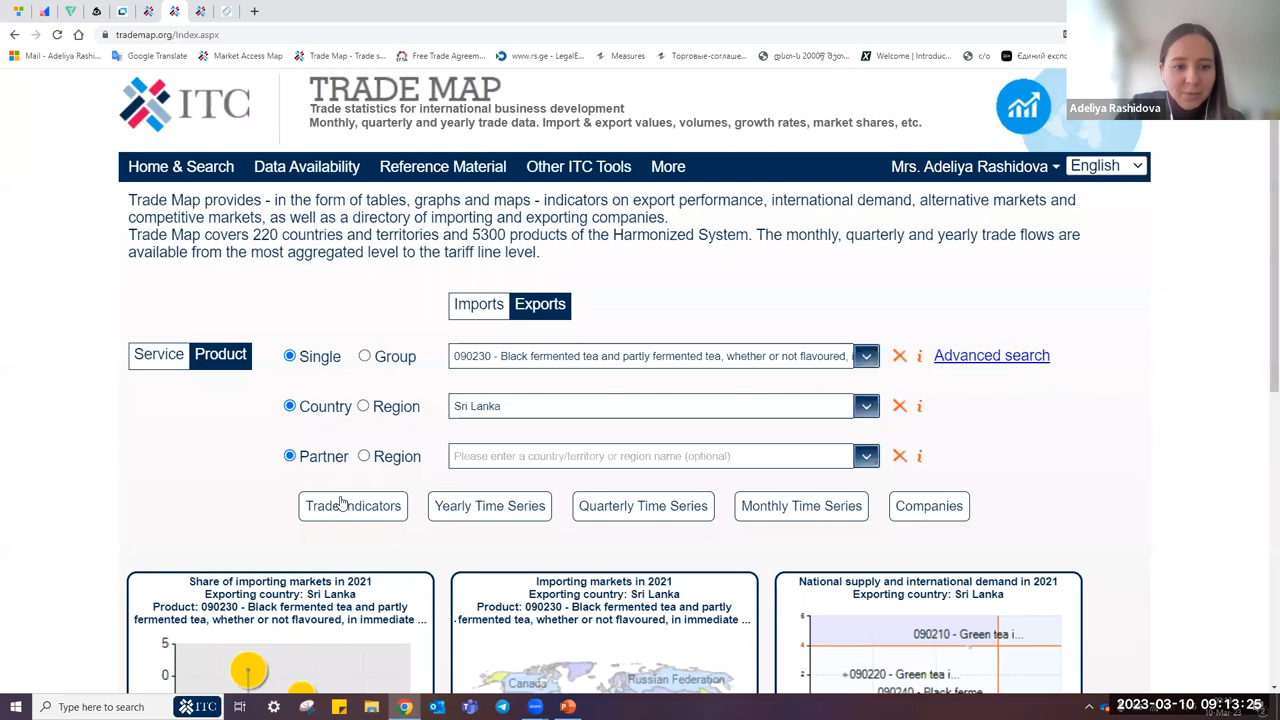 trademap.org/Index.aspx
Mail - Adeliya Rashi...
Google Translate
Market Access Map
Trade Map - Trade s...
Free Trade Agreem...
www.rs.ge - LegalE...
Measures
Торговые-соглаше...
Welcome | Introduc...
c/o
Єдиний експо
Adeliya Rashidova
ITC
TRADE MAP
Trade statistics for international business development
Monthly, quarterly and yearly trade data. Import & export values, volumes, growth rates, market shares, etc.
Home & Search Data Availability Reference Material Other ITC Tools More Mrs. Adeliya Rashidova English
Trade Map provides - in the form of tables, graphs and maps - indicators on export performance, international demand, alternative markets and
competitive markets, as well as a directory of importing and exporting companies.
Trade Map covers 220 countries and territories and 5300 products of the Harmonized System. The monthly, quarterly and yearly trade flows are
available from the most aggregated level to the tariff line level.
Imports Exports
Service Product Single Group 090230 - Black fermented tea and partly fermented tea, whether or not flavoured, i Advanced search
Country Region Sri Lanka
Partner Region Please enter a country/territory or region name (optional)
Trade Indicators Yearly Time Series Quarterly Time Series Monthly Time Series Companies
Share of importing markets in 2021
Exporting country: Sri Lanka
Product: 090230 - Black fermented tea and partly
fermented tea, whether or not flavoured, in immediate ...
5
0
Importing markets in 2021
Exporting country: Sri Lanka
Product: 090230 - Black fermented tea and partly
fermented tea, whether or not flavoured, in immediate ...
Canada
Russian Federation
National supply and international demand in 2021
Exporting country: Sri Lanka
6
090210 - Green tea i...
4
090220 - Green tea i...
2
090240 - Black ferme...
Type here to search
ITC
2023-03-10 09:13:25